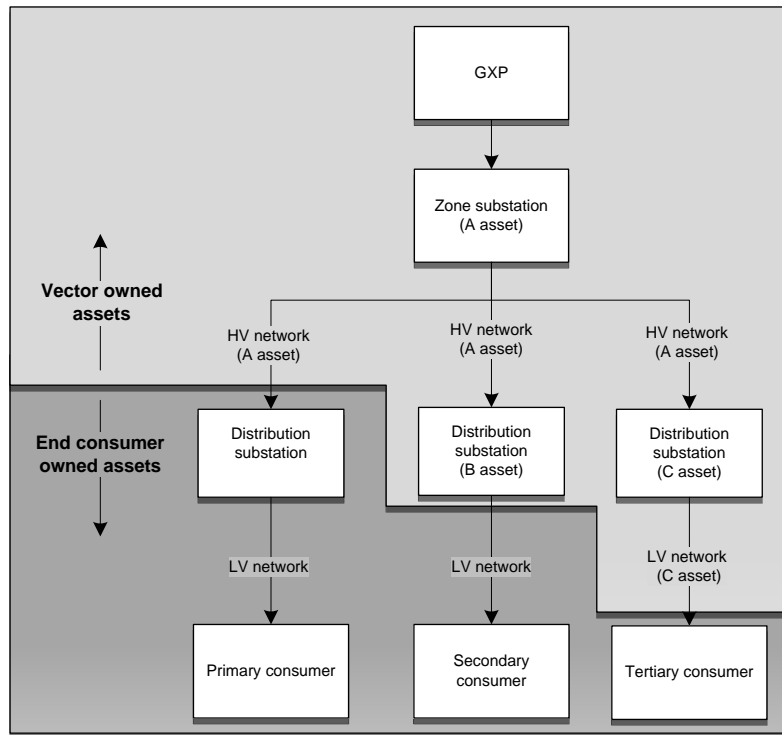 GXP
Zone substation
(A asset)
Vector owned
assets
HV network
(A asset)
HV network
(A asset)
HV network
(A asset)
End consumer
owned assets
Distribution
substation
Distribution
substation
(B asset)
Distribution
substation
(C asset)
LV network
LV network
LV network
(C asset)
Primary consumer
Secondary
consumer
Tertiary consumer